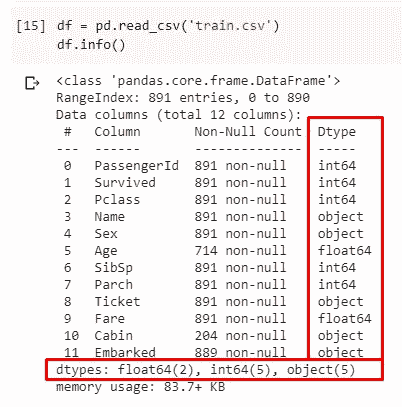 [15] df = pd.read_csv('train.csv')
df.info()
<class 'pandas.core.frame.DataFrame'>
RangeIndex: 891 entries, 0 to 890
Data columns (total 12 columns):
 #   Column       Non-Null Count  Dtype
---  ------       --------------  -----
 0   PassengerId  891 non-null    int64
 1   Survived     891 non-null    int64
 2   Pclass       891 non-null    int64
 3   Name         891 non-null    object
 4   Sex          891 non-null    object
 5   Age          714 non-null    float64
 6   SibSp        891 non-null    int64
 7   Parch        891 non-null    int64
 8   Ticket       891 non-null    object
 9   Fare         891 non-null    float64
 10  Cabin        204 non-null    object
 11  Embarked     889 non-null    object
dtypes: float64(2), int64(5), object(5)
memory usage: 83.7+ KB